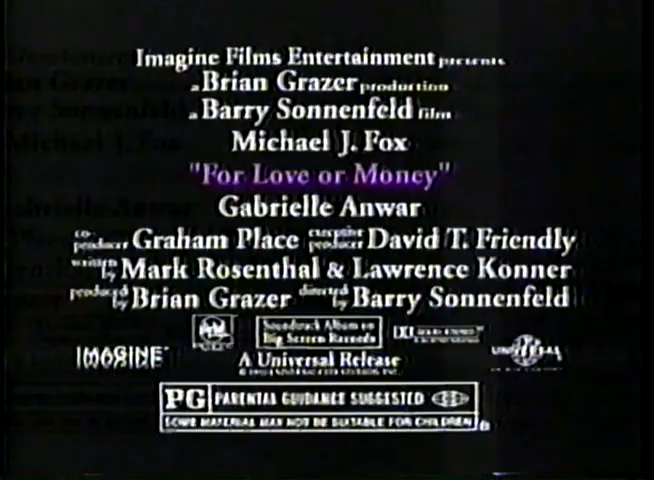 Imagine Films Entertainment presents
a Brian Grazer production
a Barry Sonnenfeld film
Michael J. Fox
"For Love or Money"
Gabrielle Anwar
co-producer Graham Place executive producer David T. Friendly
written by Mark Rosenthal & Lawrence Konner
produced by Brian Grazer directed by Barry Sonnenfeld
Soundtrack Album on
Big Screen Records
DOLBY STEREO
IMAGINE
UNIVERSAL
A Universal Release
PG PARENTAL GUIDANCE SUGGESTED
SOME MATERIAL MAY NOT BE SUITABLE FOR CHILDREN